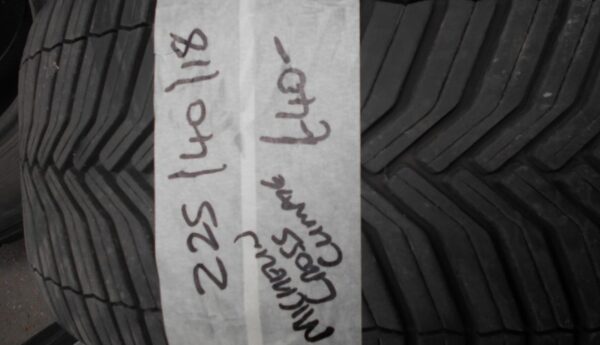 225/40/18
MICHELIN
CROSS
CLIMATE
£40-